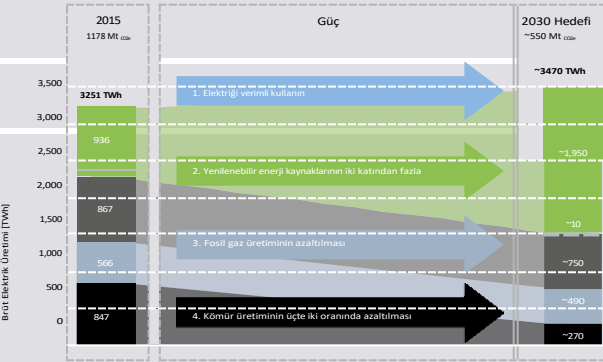 2015
1178 Mt CO2e
Güç
2030 Hedefi
~550 Mt CO2e
~3470 TWh
3251 TWh
3,500
3,000
2,500
2,000
1,500
1,000
500
0
Brüt Elektrik Üretimi [TWh]
1. Elektriği verimli kullanın
936
~1,950
2. Yenilenebilir enerji kaynaklarının iki katından fazla
867
~10
3. Fosil gaz üretiminin azaltılması
566
~750
~490
4. Kömür üretiminin üçte iki oranında azaltılması
847
~270